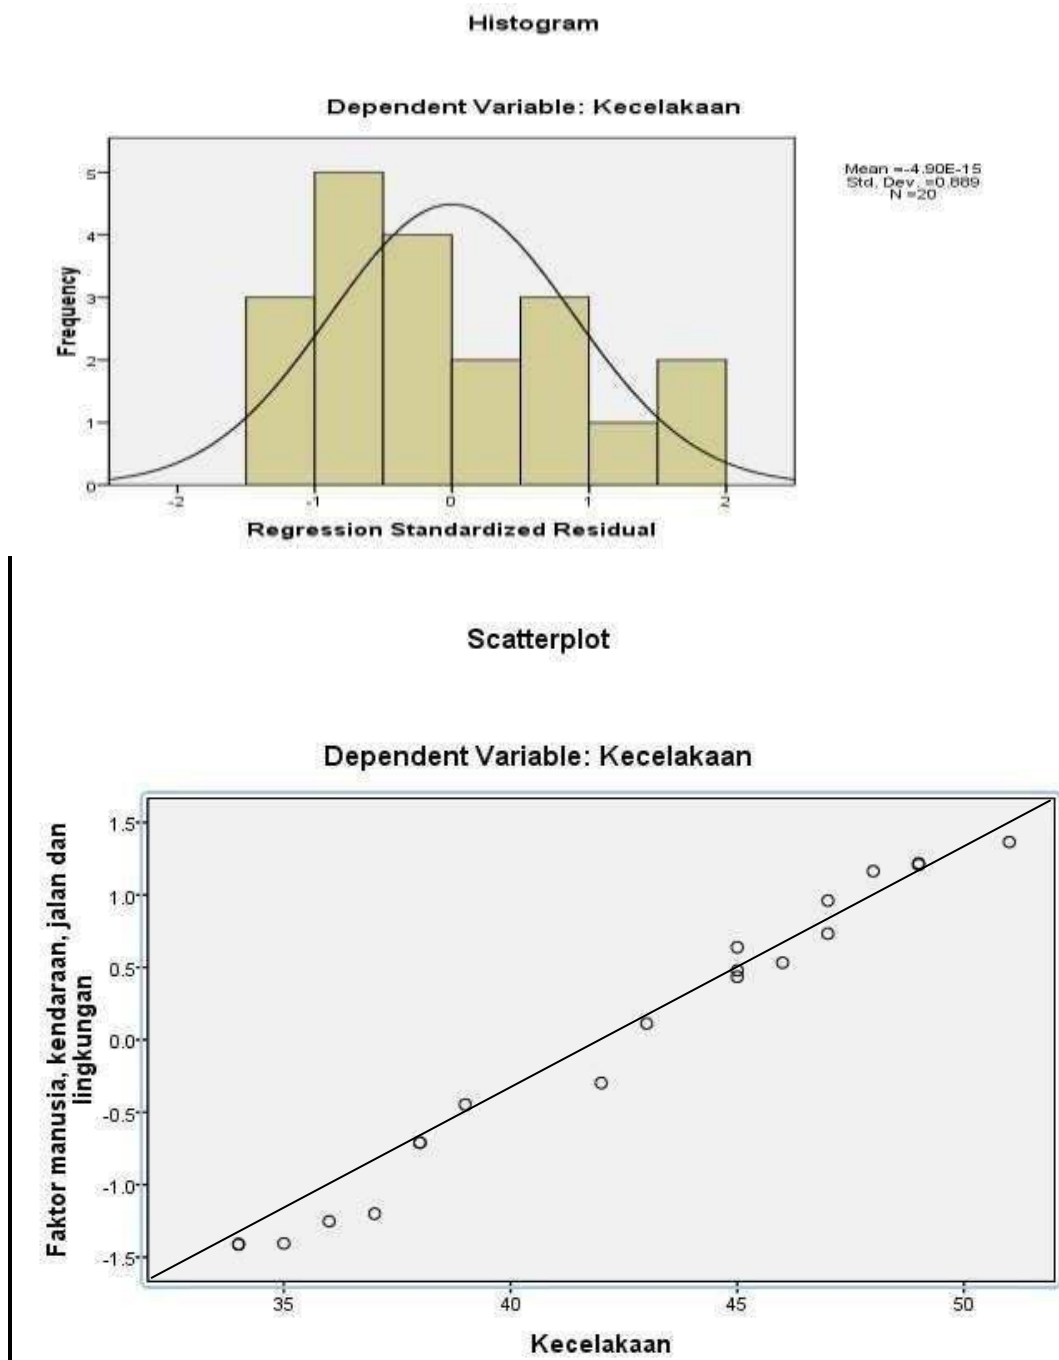 Histogram
Dependent Variable: Kecelakaan
Mean =-4.90E-15
Std. Dev. =0.889
N =20
Frequency
5
4
3
2
1
0
-2
-1
0
1
2
Regression Standardized Residual
Scatterplot
Dependent Variable: Kecelakaan
Faktor manusia, kendaraan, jalan dan
lingkungan
1.5
1.0
0.5
0.0
-0.5
-1.0
-1.5
35
40
45
50
Kecelakaan